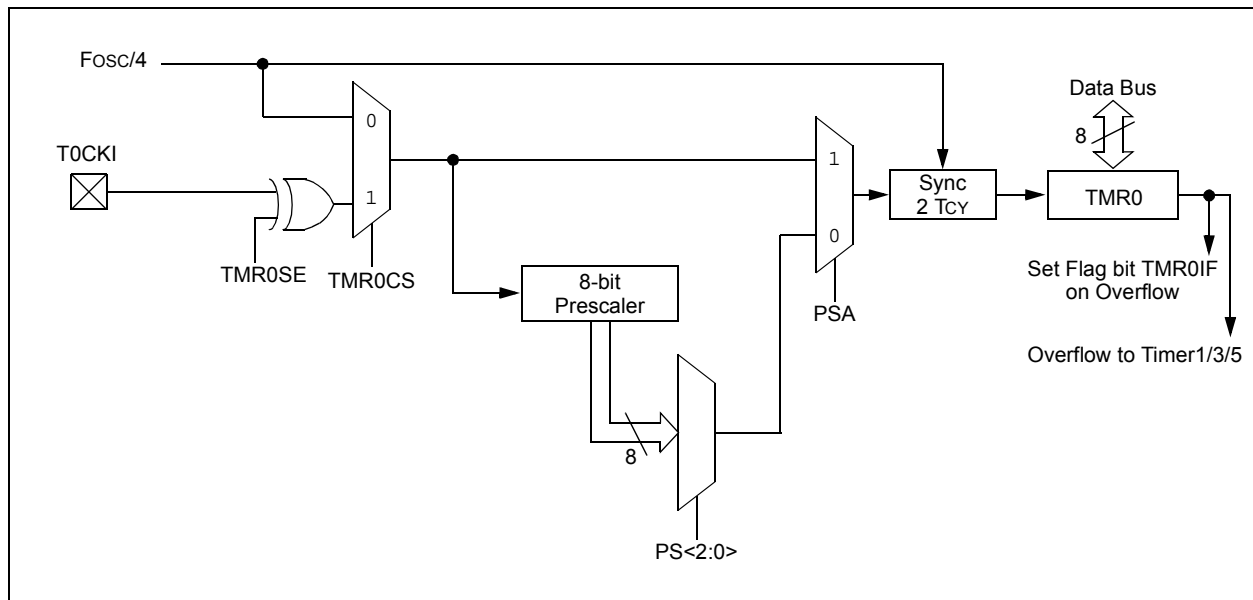 FOSC/4
T0CKI
TMR0SE
TMR0CS
0
1
8-bit
Prescaler
8
PS<2:0>
1
0
PSA
Sync
2 TCY
Data Bus
8
TMR0
Set Flag bit TMR0IF
on Overflow
Overflow to Timer1/3/5